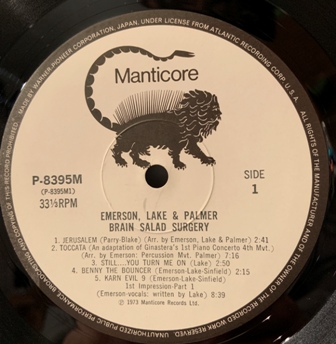 MADE BY WARNER-PIONEER CORPORATION, JAPAN, UNDER LICENSE FROM ATLANTIC RECORDING CORP. U.S.A.
Manticore
P-8395M
(P-8395M1)
33⅓RPM
SIDE
1
EMERSON, LAKE & PALMER
BRAIN SALAD SURGERY
1. JERUSALEM (Parry-Blake) (Arr. by Emerson, Lake & Palmer) 2:41
2. TOCCATA (An adaptation of Ginastera's 1st Piano Concerto 4th Mvt.)
(Arr. by Emerson: Percussion Mvt. Palmer) 7:16
3. STILL....YOU TURN ME ON (Lake) 2:50
4. BENNY THE BOUNCER (Emerson-Lake-Sinfield)
5. KARN EVIL 9 (Emerson-Lake-Sinfield)
1st Impression-Part 1
(Emerson-vocals: written by Lake) 8:39
℗ 1973 Manticore Records Ltd.
ALL RIGHTS OF THE MANUFACTURER AND THE OWNER OF THE RECORDED WORK RESERVED. UNAUTHORIZED PUBLIC PERFORMANCE BROADCASTING AND COPYING OF THIS RECORD PROHIBITED